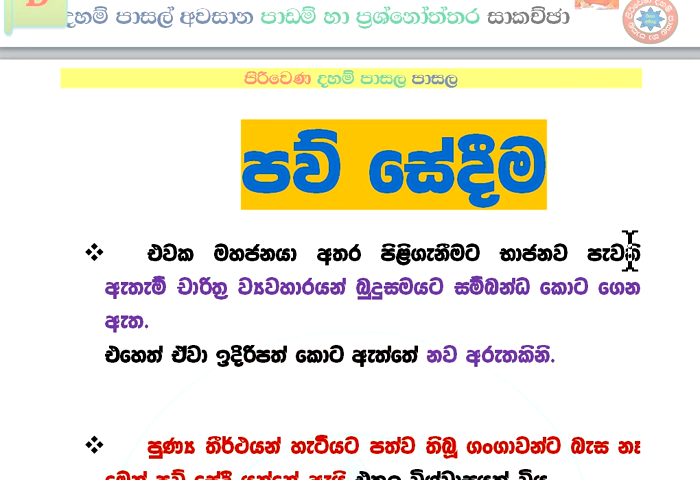 දහම් පාසල් අවසාන පාඩම් හා ප්‍රශ්නෝත්තර සාකච්ඡා
පිරිවෙණ දහම් පාසල පාසල
පව් සේදීම
❖ එවක මහජනයා අතර පිළිගැනීමට භාජනව පැවති
ඇතැම් චාරිත්‍ර ව්‍යවහාරයන් බුදුසමයට සම්බන්ධ කොට ගෙන
ඇත.
එහෙත් ඒවා ඉදිරිපත් කොට ඇත්තේ නව අරුතකිනි.
❖ පුණ්‍ය තීර්ථයන් හැටියට පත්ව තිබූ ගංගාවන්ට බැස නෑ